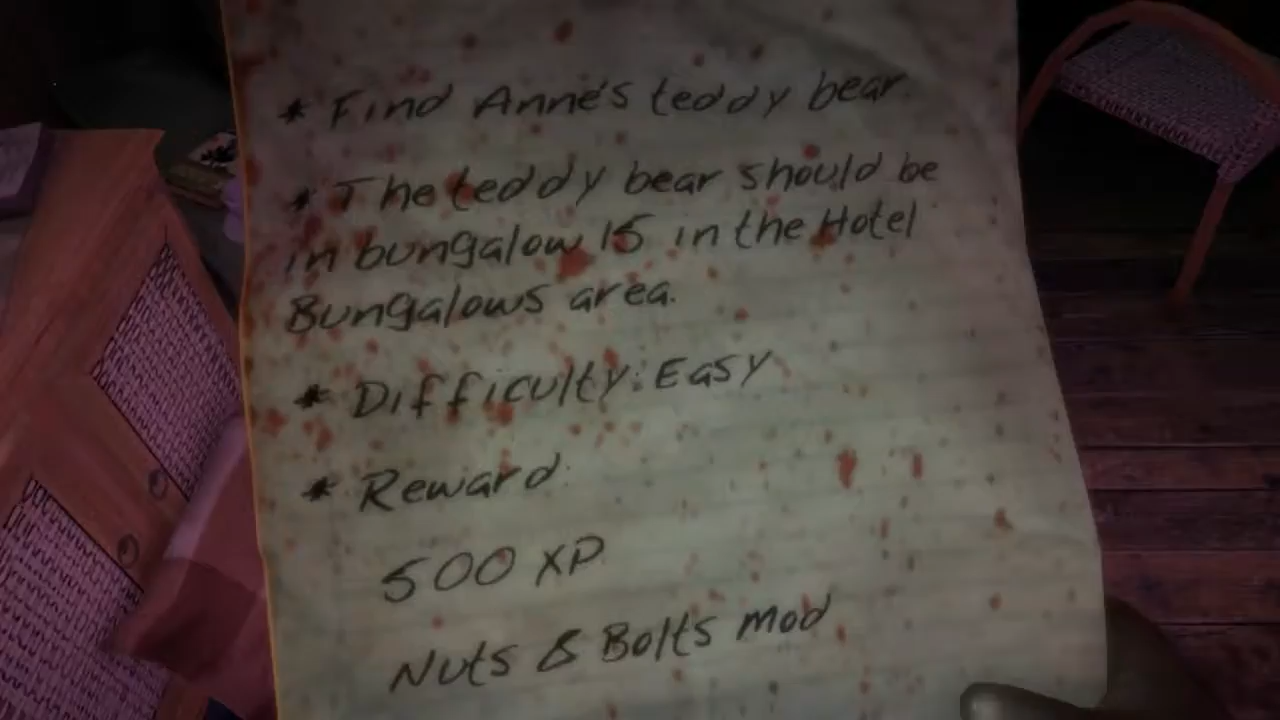 * Find Anne's teddy bear.
* The teddy bear should be
in bungalow 15 in the Hotel
Bungalows area.
* Difficulty: Easy
* Reward:
500 XP
Nuts & Bolts mod